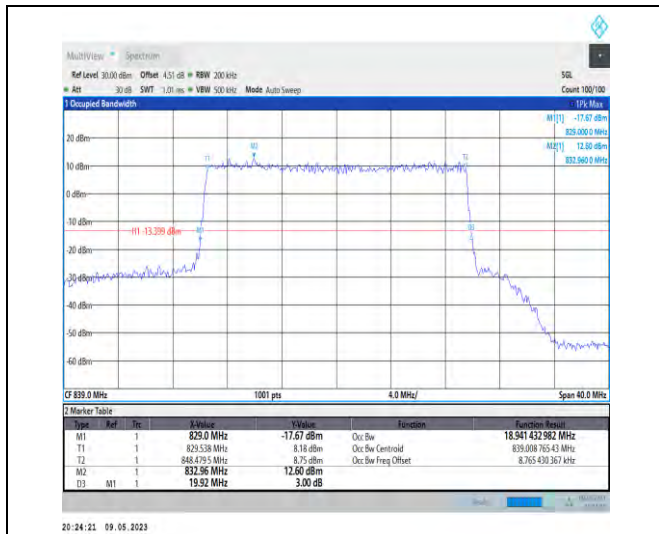 MultiView Spectrum
Ref Level 30.00 dBm Offset 4.51 dB RBW 200 kHz SGL
Att 30 dB SWT 1.01 ms VBW 500 kHz Mode Auto Sweep Count 100/100
1 Occupied Bandwidth 1Pk Max
M1[1] -17.67 dBm
829.000 0 MHz
M2[1] 12.60 dBm
832.960 0 MHz
20 dBm
M2
T1 T2
10 dBm
0 dBm
-10 dBm
H1 -13.399 dBm M1 D3
-20 dBm
-30 dBm
-40 dBm
-50 dBm
-60 dBm
CF 839.0 MHz 1001 pts 4.0 MHz/ Span 40.0 MHz
2 Marker Table
Type Ref Trc X-Value Y-Value Function Function Result
M1 1 829.0 MHz -17.67 dBm Occ Bw 18.941 432 982 MHz
T1 1 829.538 MHz 8.18 dBm Occ Bw Centroid 839.008 765 43 MHz
T2 1 848.479 5 MHz 8.75 dBm Occ Bw Freq Offset 8.765 430 367 kHz
M2 1 832.96 MHz 12.60 dBm
D3 M1 1 19.92 MHz 3.00 dB
20:24:21 09.05.2023